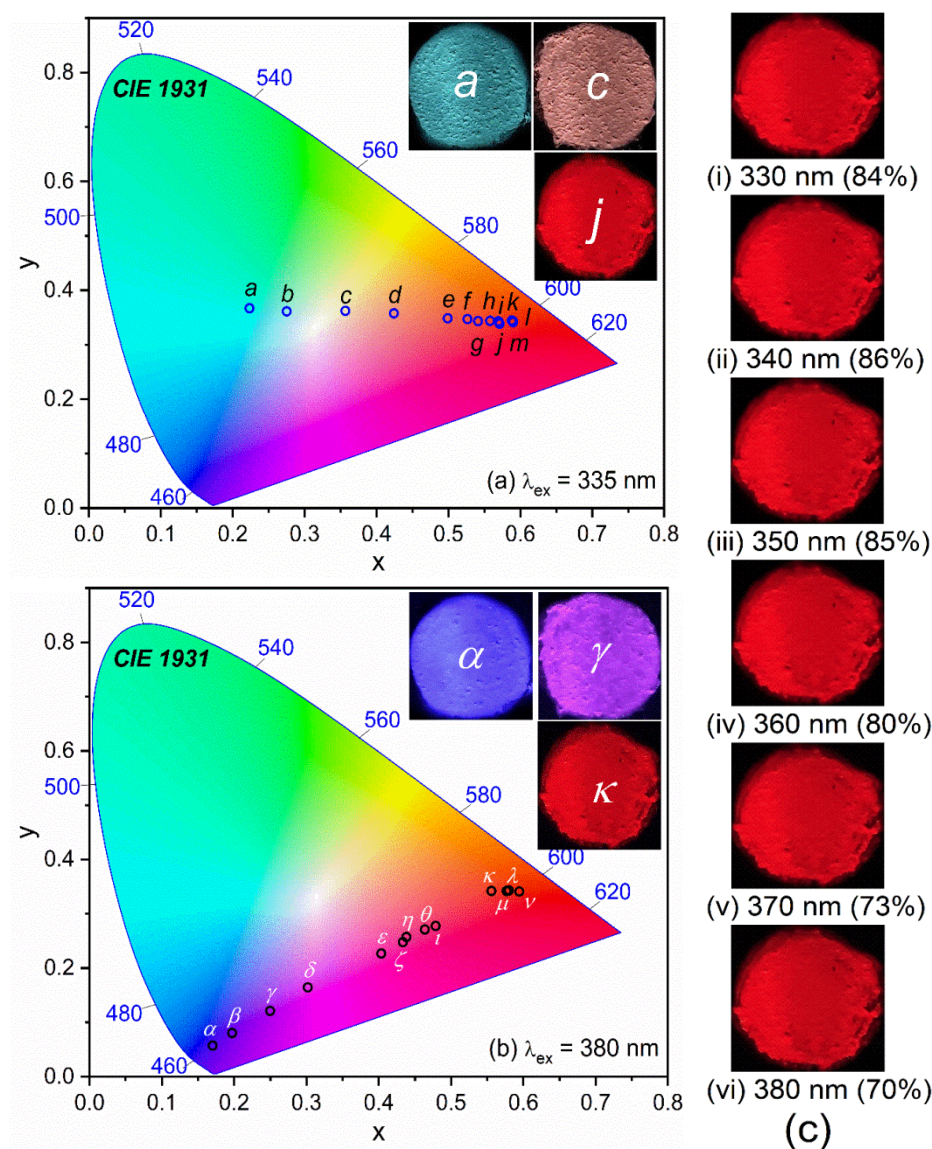 520
0.8
CIE 1931
540
a
c
560
0.6
500
j
580
y
0.4
a b c d e f h i k
600
l
g j m
620
0.2
480
460
(a) λex = 335 nm
0.0
0.0 0.1 0.2 0.3 0.4 0.5 0.6 0.7 0.8
x
520
0.8
CIE 1931
540
α
γ
560
0.6
500
κ
580
y
0.4
600
κ λ
620
μ ν
η θ
ε ι
ζ
0.2
δ
γ
480
β
α
460
(b) λex = 380 nm
0.0
0.0 0.1 0.2 0.3 0.4 0.5 0.6 0.7 0.8
x
(c)
(i) 330 nm (84%)
(ii) 340 nm (86%)
(iii) 350 nm (85%)
(iv) 360 nm (80%)
(v) 370 nm (73%)
(vi) 380 nm (70%)
(c)